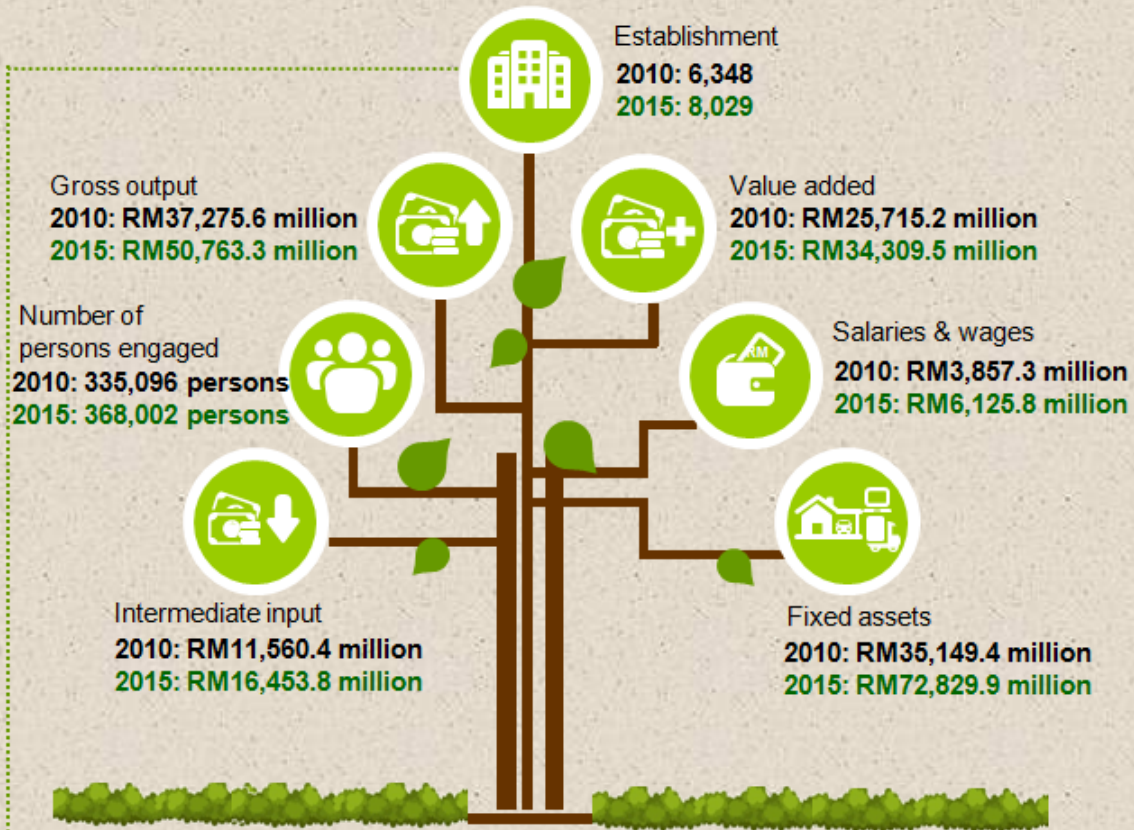 Establishment
2010: 6,348
2015: 8,029
Gross output
2010: RM37,275.6 million
2015: RM50,763.3 million
Value added
2010: RM25,715.2 million
2015: RM34,309.5 million
Number of
persons engaged
2010: 335,096 persons
2015: 368,002 persons
RM
Salaries & wages
2010: RM3,857.3 million
2015: RM6,125.8 million
Intermediate input
2010: RM11,560.4 million
2015: RM16,453.8 million
Fixed assets
2010: RM35,149.4 million
2015: RM72,829.9 million